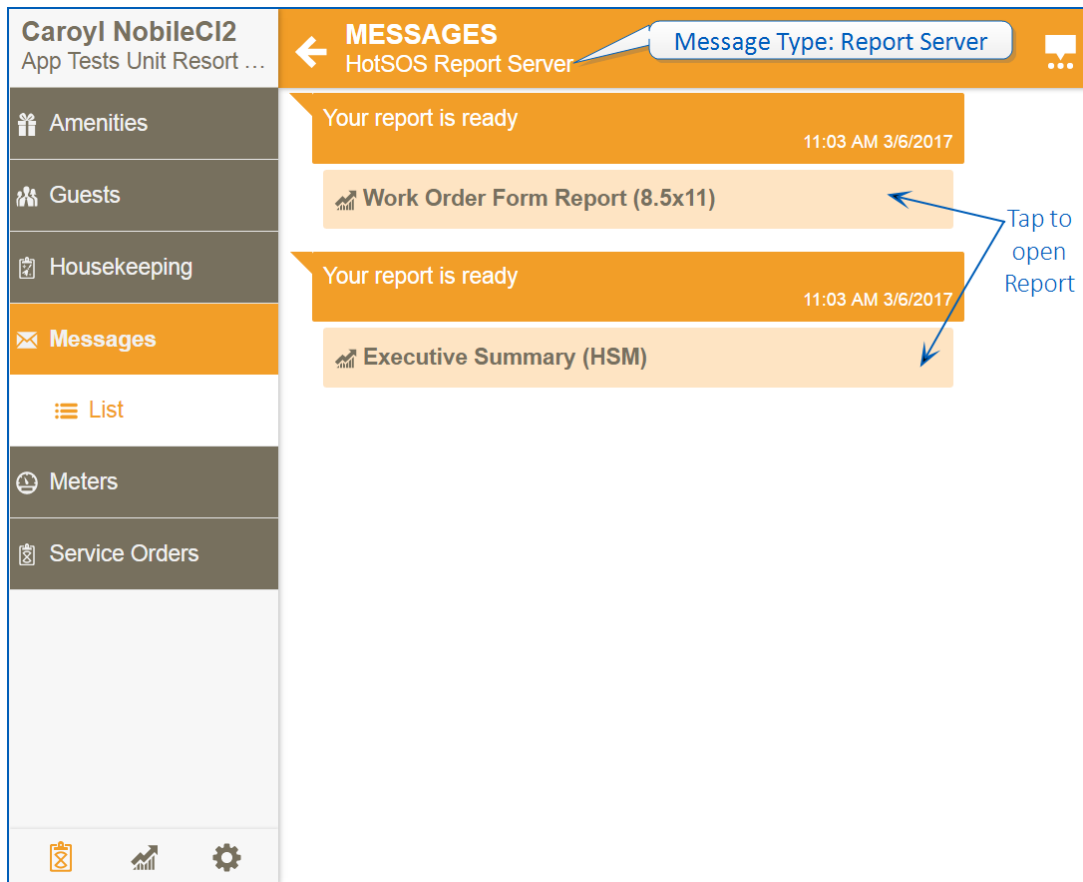 Caroyl NobileCI2
App Tests Unit Resort ...
Amenities
Guests
Housekeeping
Messages
List
Meters
Service Orders
MESSAGES
HotSOS Report Server
Message Type: Report Server
Your report is ready
11:03 AM 3/6/2017
Work Order Form Report (8.5x11)
Your report is ready
11:03 AM 3/6/2017
Executive Summary (HSM)
Tap to
open
Report